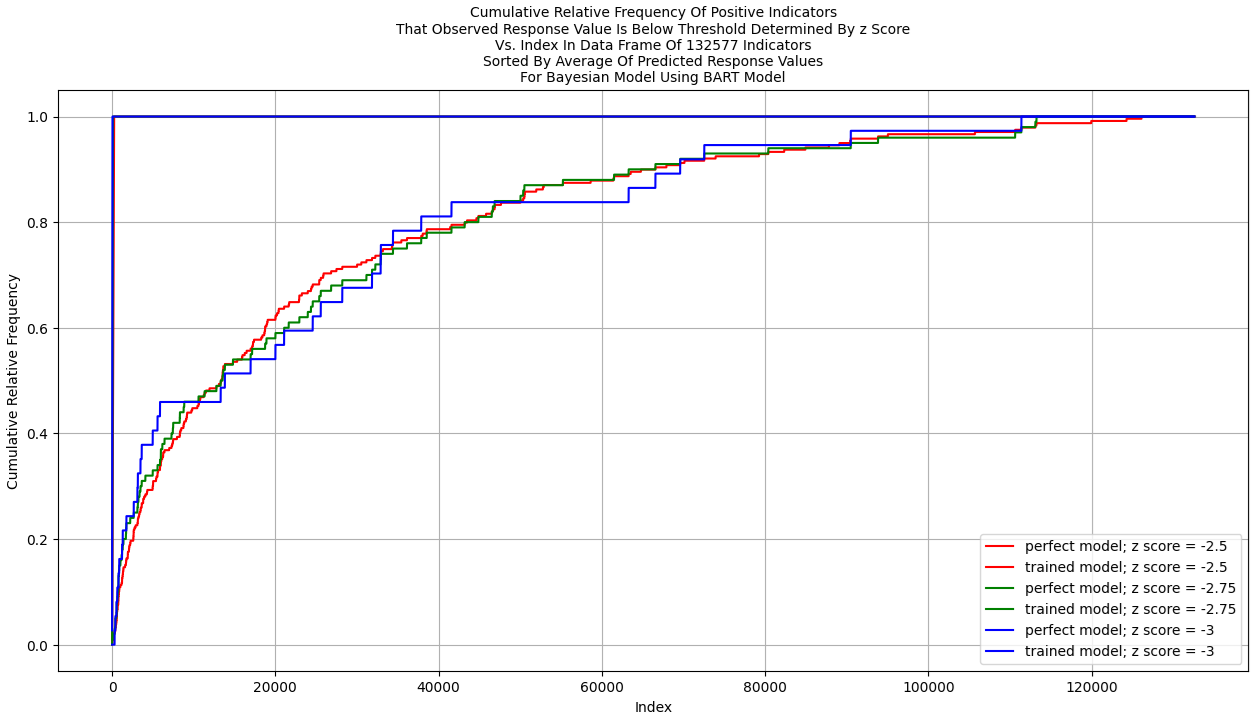 Cumulative Relative Frequency Of Positive Indicators
That Observed Response Value Is Below Threshold Determined By z Score
Vs. Index In Data Frame Of 132577 Indicators
Sorted By Average Of Predicted Response Values
For Bayesian Model Using BART Model
Cumulative Relative Frequency
1.0
0.8
0.6
0.4
0.2
0.0
perfect model; z score = -2.5
trained model; z score = -2.5
perfect model; z score = -2.75
trained model; z score = -2.75
perfect model; z score = -3
trained model; z score = -3
0 20000 40000 60000 80000 100000 120000
Index